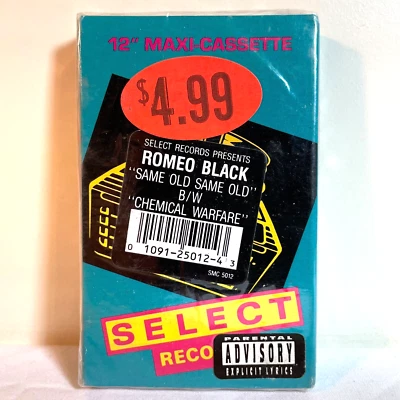 12" MAXI-CASSETTE
$4.99
SELECT RECORDS PRESENTS
ROMEO BLACK
"SAME OLD SAME OLD"
B/W
"CHEMICAL WARFARE"
0 1091-25012-4 3
SMC 5012
SELECT
RECO
PARENTAL
ADVISORY
EXPLICIT LYRICS